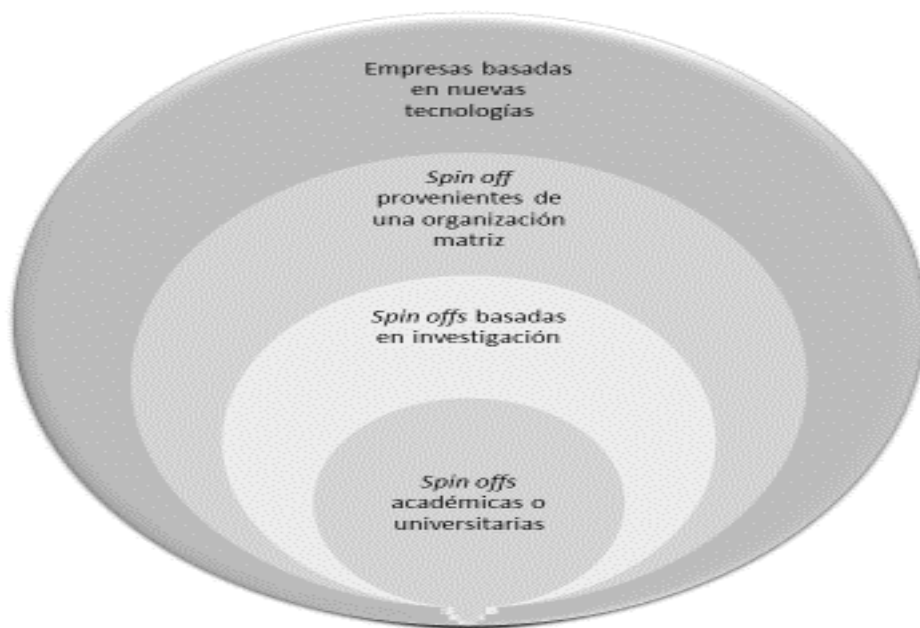 Empresas basadas
en nuevas
tecnologías
Spin off
provenientes de
una organización
matriz
Spin offs basadas
en investigación
Spin offs
académicas o
universitarias